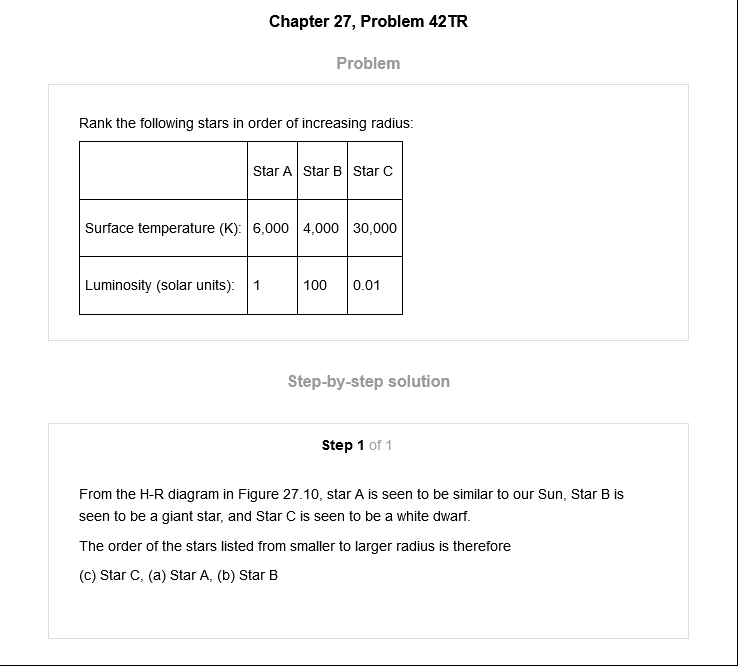 Chapter 27, Problem 42TR
Problem
Rank the following stars in order of increasing radius:
Star A Star B Star C
Surface temperature (K): 6,000 4,000 30,000
Luminosity (solar units): 1 100 0.01
Step-by-step solution
Step 1 of 1
From the H-R diagram in Figure 27.10, star A is seen to be similar to our Sun, Star B is
seen to be a giant star, and Star C is seen to be a white dwarf.
The order of the stars listed from smaller to larger radius is therefore
(c) Star C, (a) Star A, (b) Star B